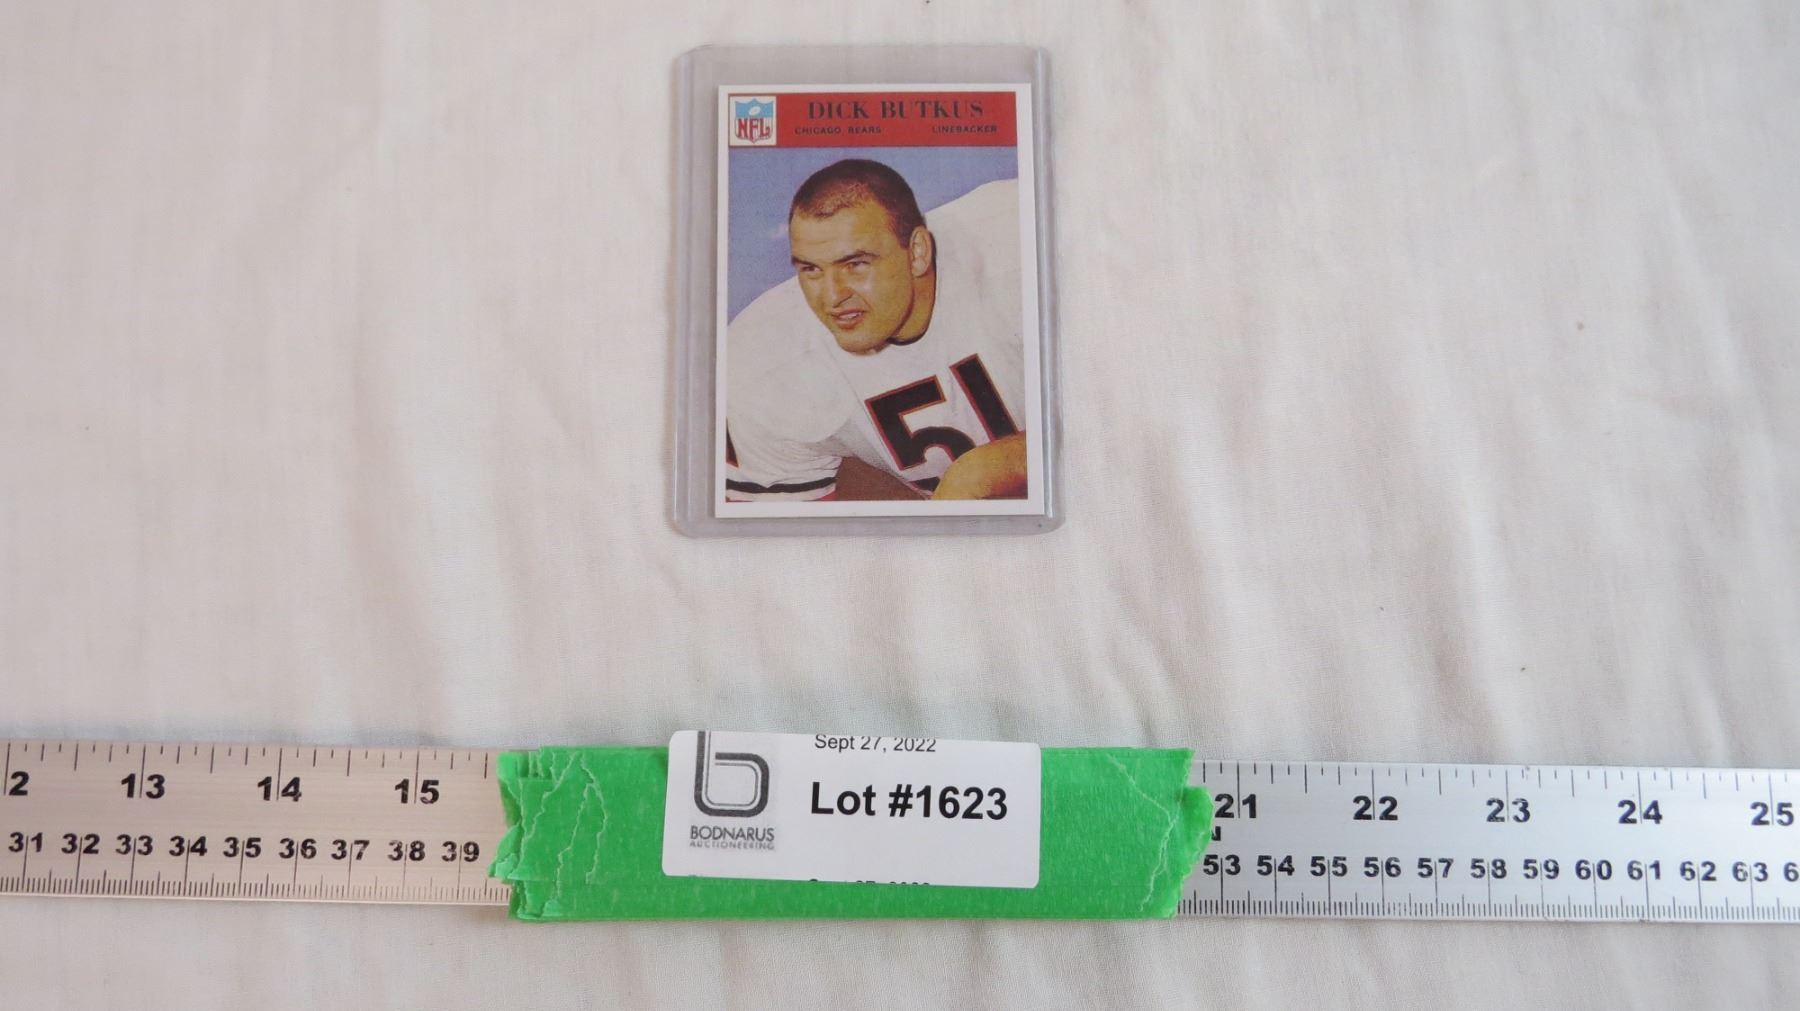 NFL
DICK BUTKUS
CHICAGO BEARS LINEBACKER
51
Sept 27, 2022
Lot #1623
BODNARUS
AUCTIONEERING
12 13 14 15 21 22 23 24 25
31 32 33 34 35 36 37 38 39 53 54 55 56 57 58 59 60 61 62 63 6